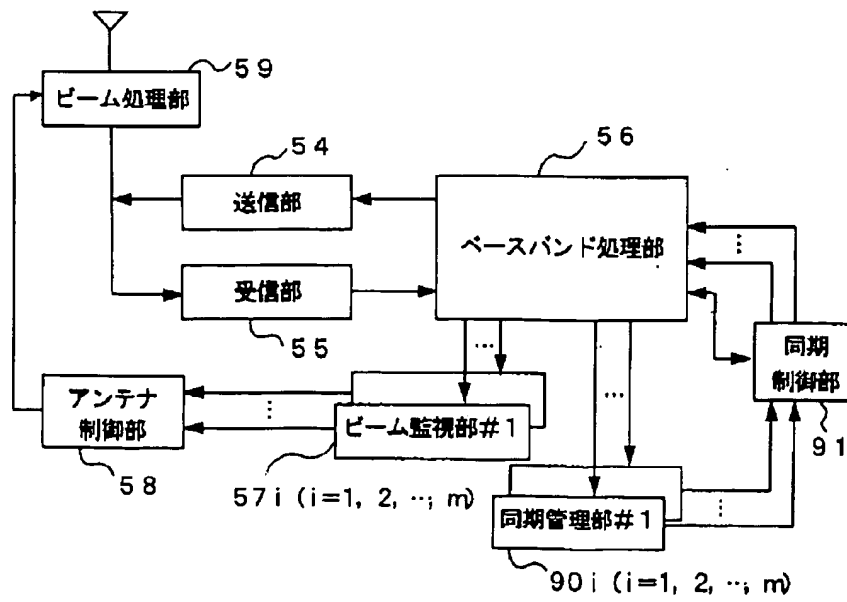 59
ビーム処理部
54
送信部
56
ベースバンド処理部
受信部
55
同期
制御部
91
アンテナ
制御部
58
ビーム監視部#1
57i (i=1, 2, …, m)
同期管理部#1
90i (i=1, 2, …, m)